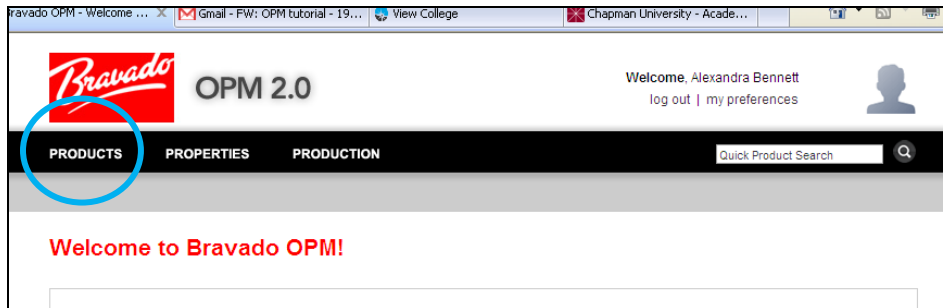 Bravado OPM - Welcome ... Gmail - FW: OPM tutorial - 19... View College Chapman University - Acade...
Bravado
OPM 2.0
Welcome, Alexandra Bennett
log out | my preferences
PRODUCTS PROPERTIES PRODUCTION Quick Product Search
Welcome to Bravado OPM!